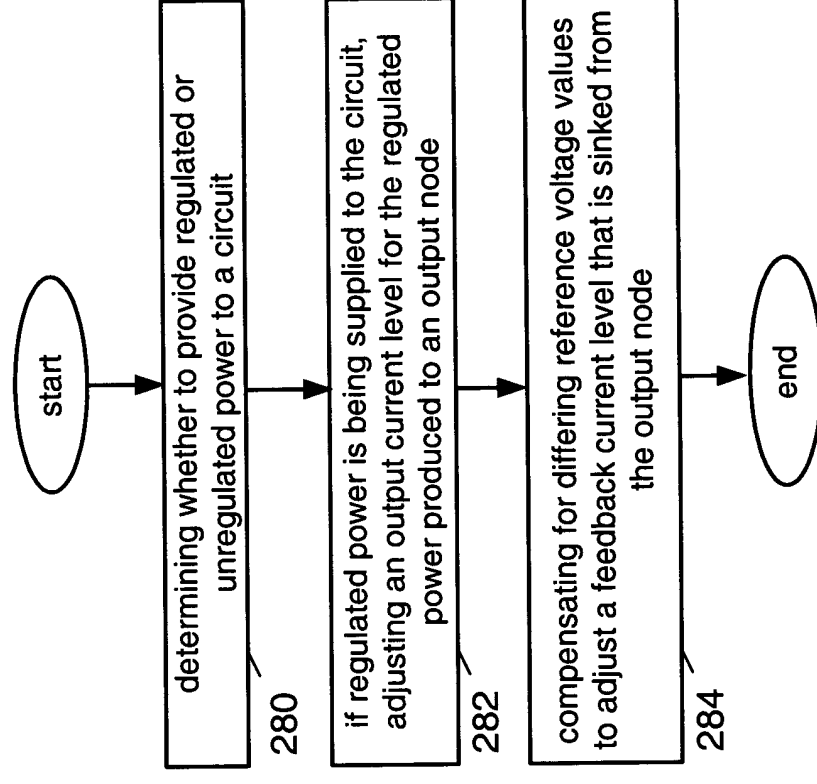 start
determining whether to provide regulated or
unregulated power to a circuit
280
if regulated power is being supplied to the circuit,
adjusting an output current level for the regulated
power produced to an output node
282
compensating for differing reference voltage values
to adjust a feedback current level that is sinked from
the output node
284
end